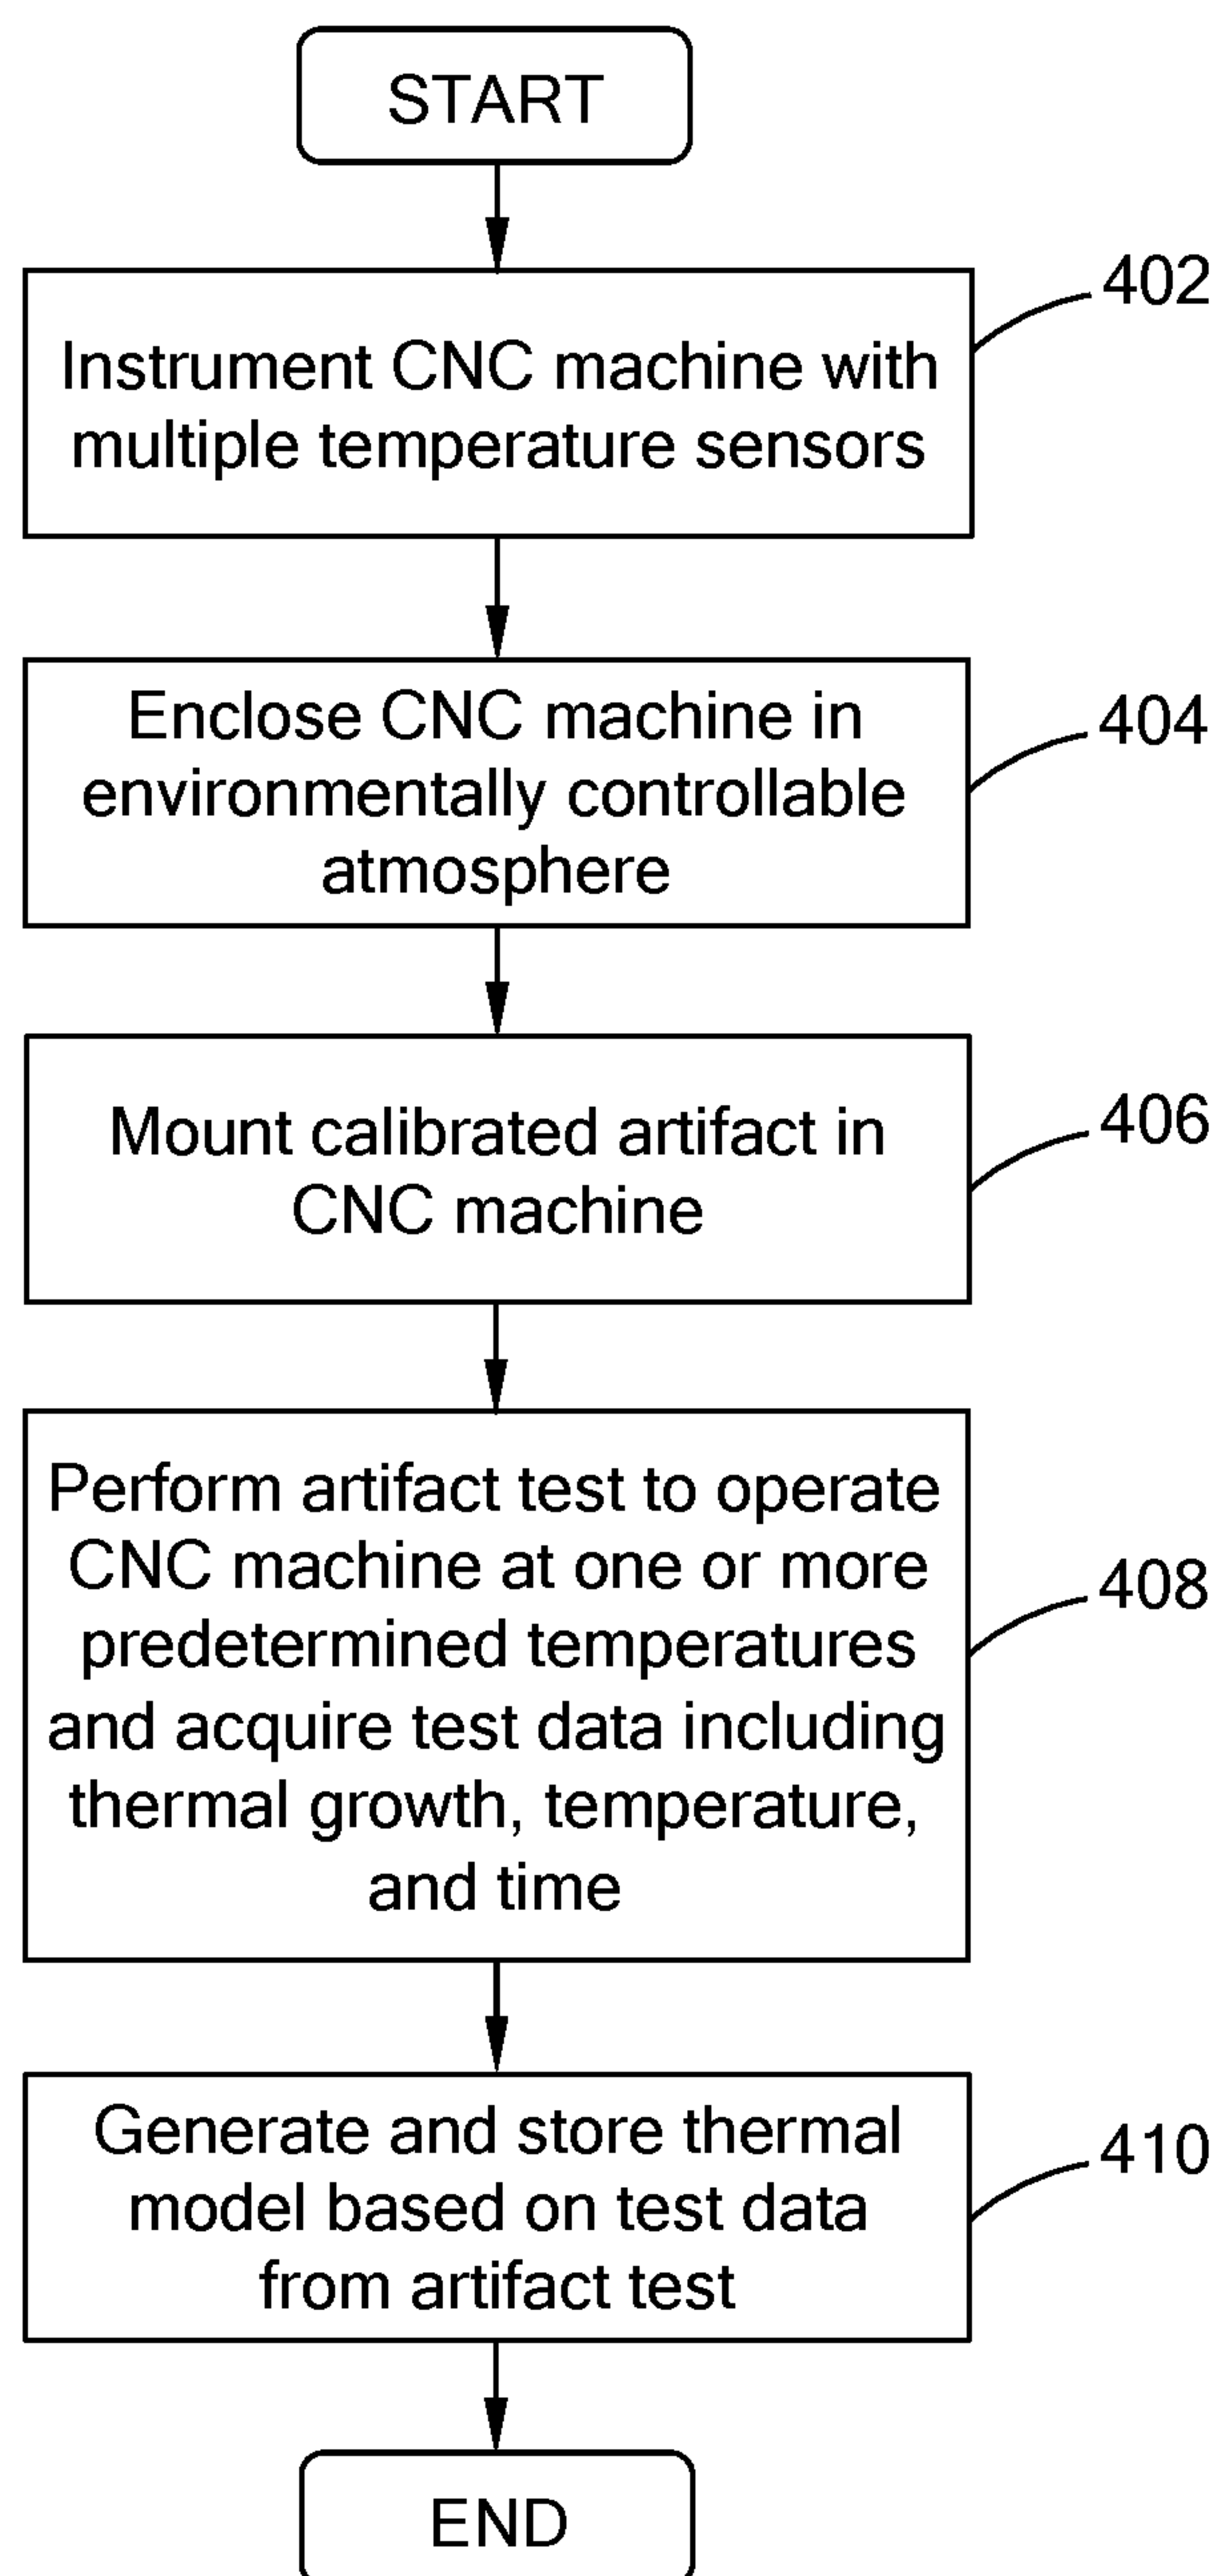 START
402
Instrument CNC machine with
multiple temperature sensors
404
Enclose CNC machine in
environmentally controllable
atmosphere
406
Mount calibrated artifact in
CNC machine
408
Perform artifact test to operate
CNC machine at one or more
predetermined temperatures
and acquire test data including
thermal growth, temperature,
and time
410
Generate and store thermal
model based on test data
from artifact test
END